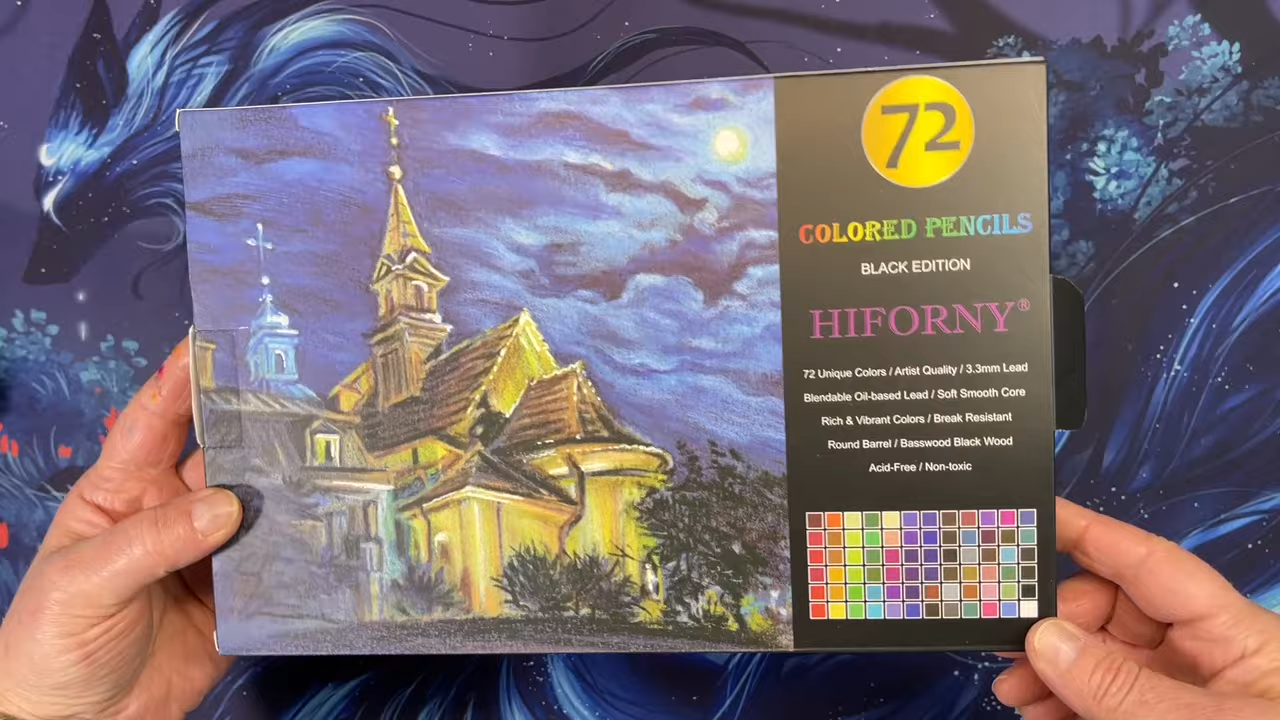 72
COLORED PENCILS
BLACK EDITION
HIFORNY®
72 Unique Colors / Artist Quality / 3.3mm Lead
Blendable Oil-based Lead / Soft Smooth Core
Rich & Vibrant Colors / Break Resistant
Round Barrel / Basswood Black Wood
Acid-Free / Non-toxic